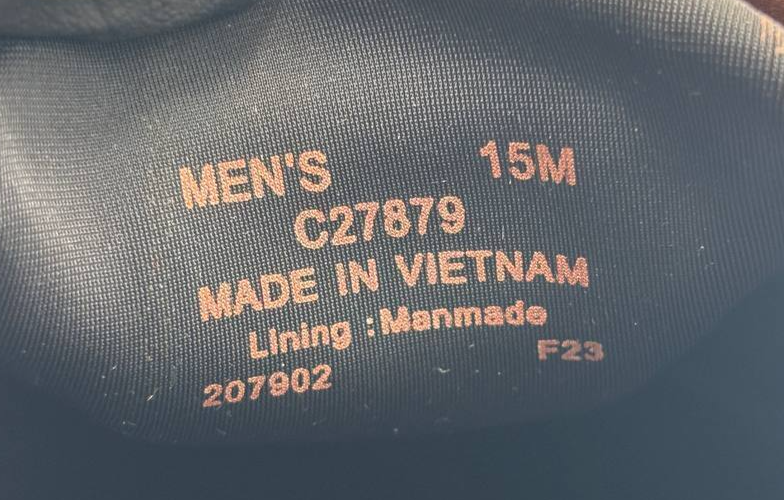 MEN'S 15M
C27879
MADE IN VIETNAM
Lining :Manmade
F23
207902